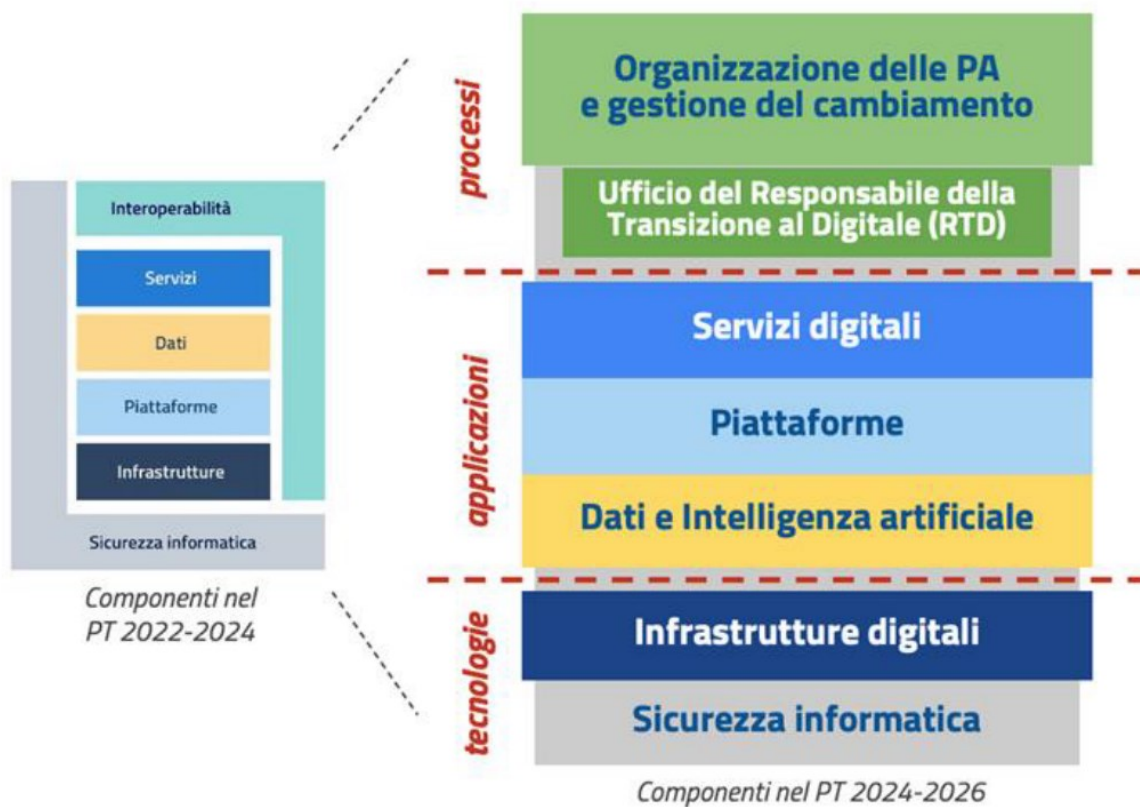 Interoperabilità
Servizi
Dati
Piattaforme
Infrastrutture
Sicurezza informatica
Componenti nel
PT 2022-2024
processi
Organizzazione delle PA
e gestione del cambiamento
Ufficio del Responsabile della
Transizione al Digitale (RTD)
applicazioni
Servizi digitali
Piattaforme
Dati e Intelligenza artificiale
tecnologie
Infrastrutture digitali
Sicurezza informatica
Componenti nel PT 2024-2026